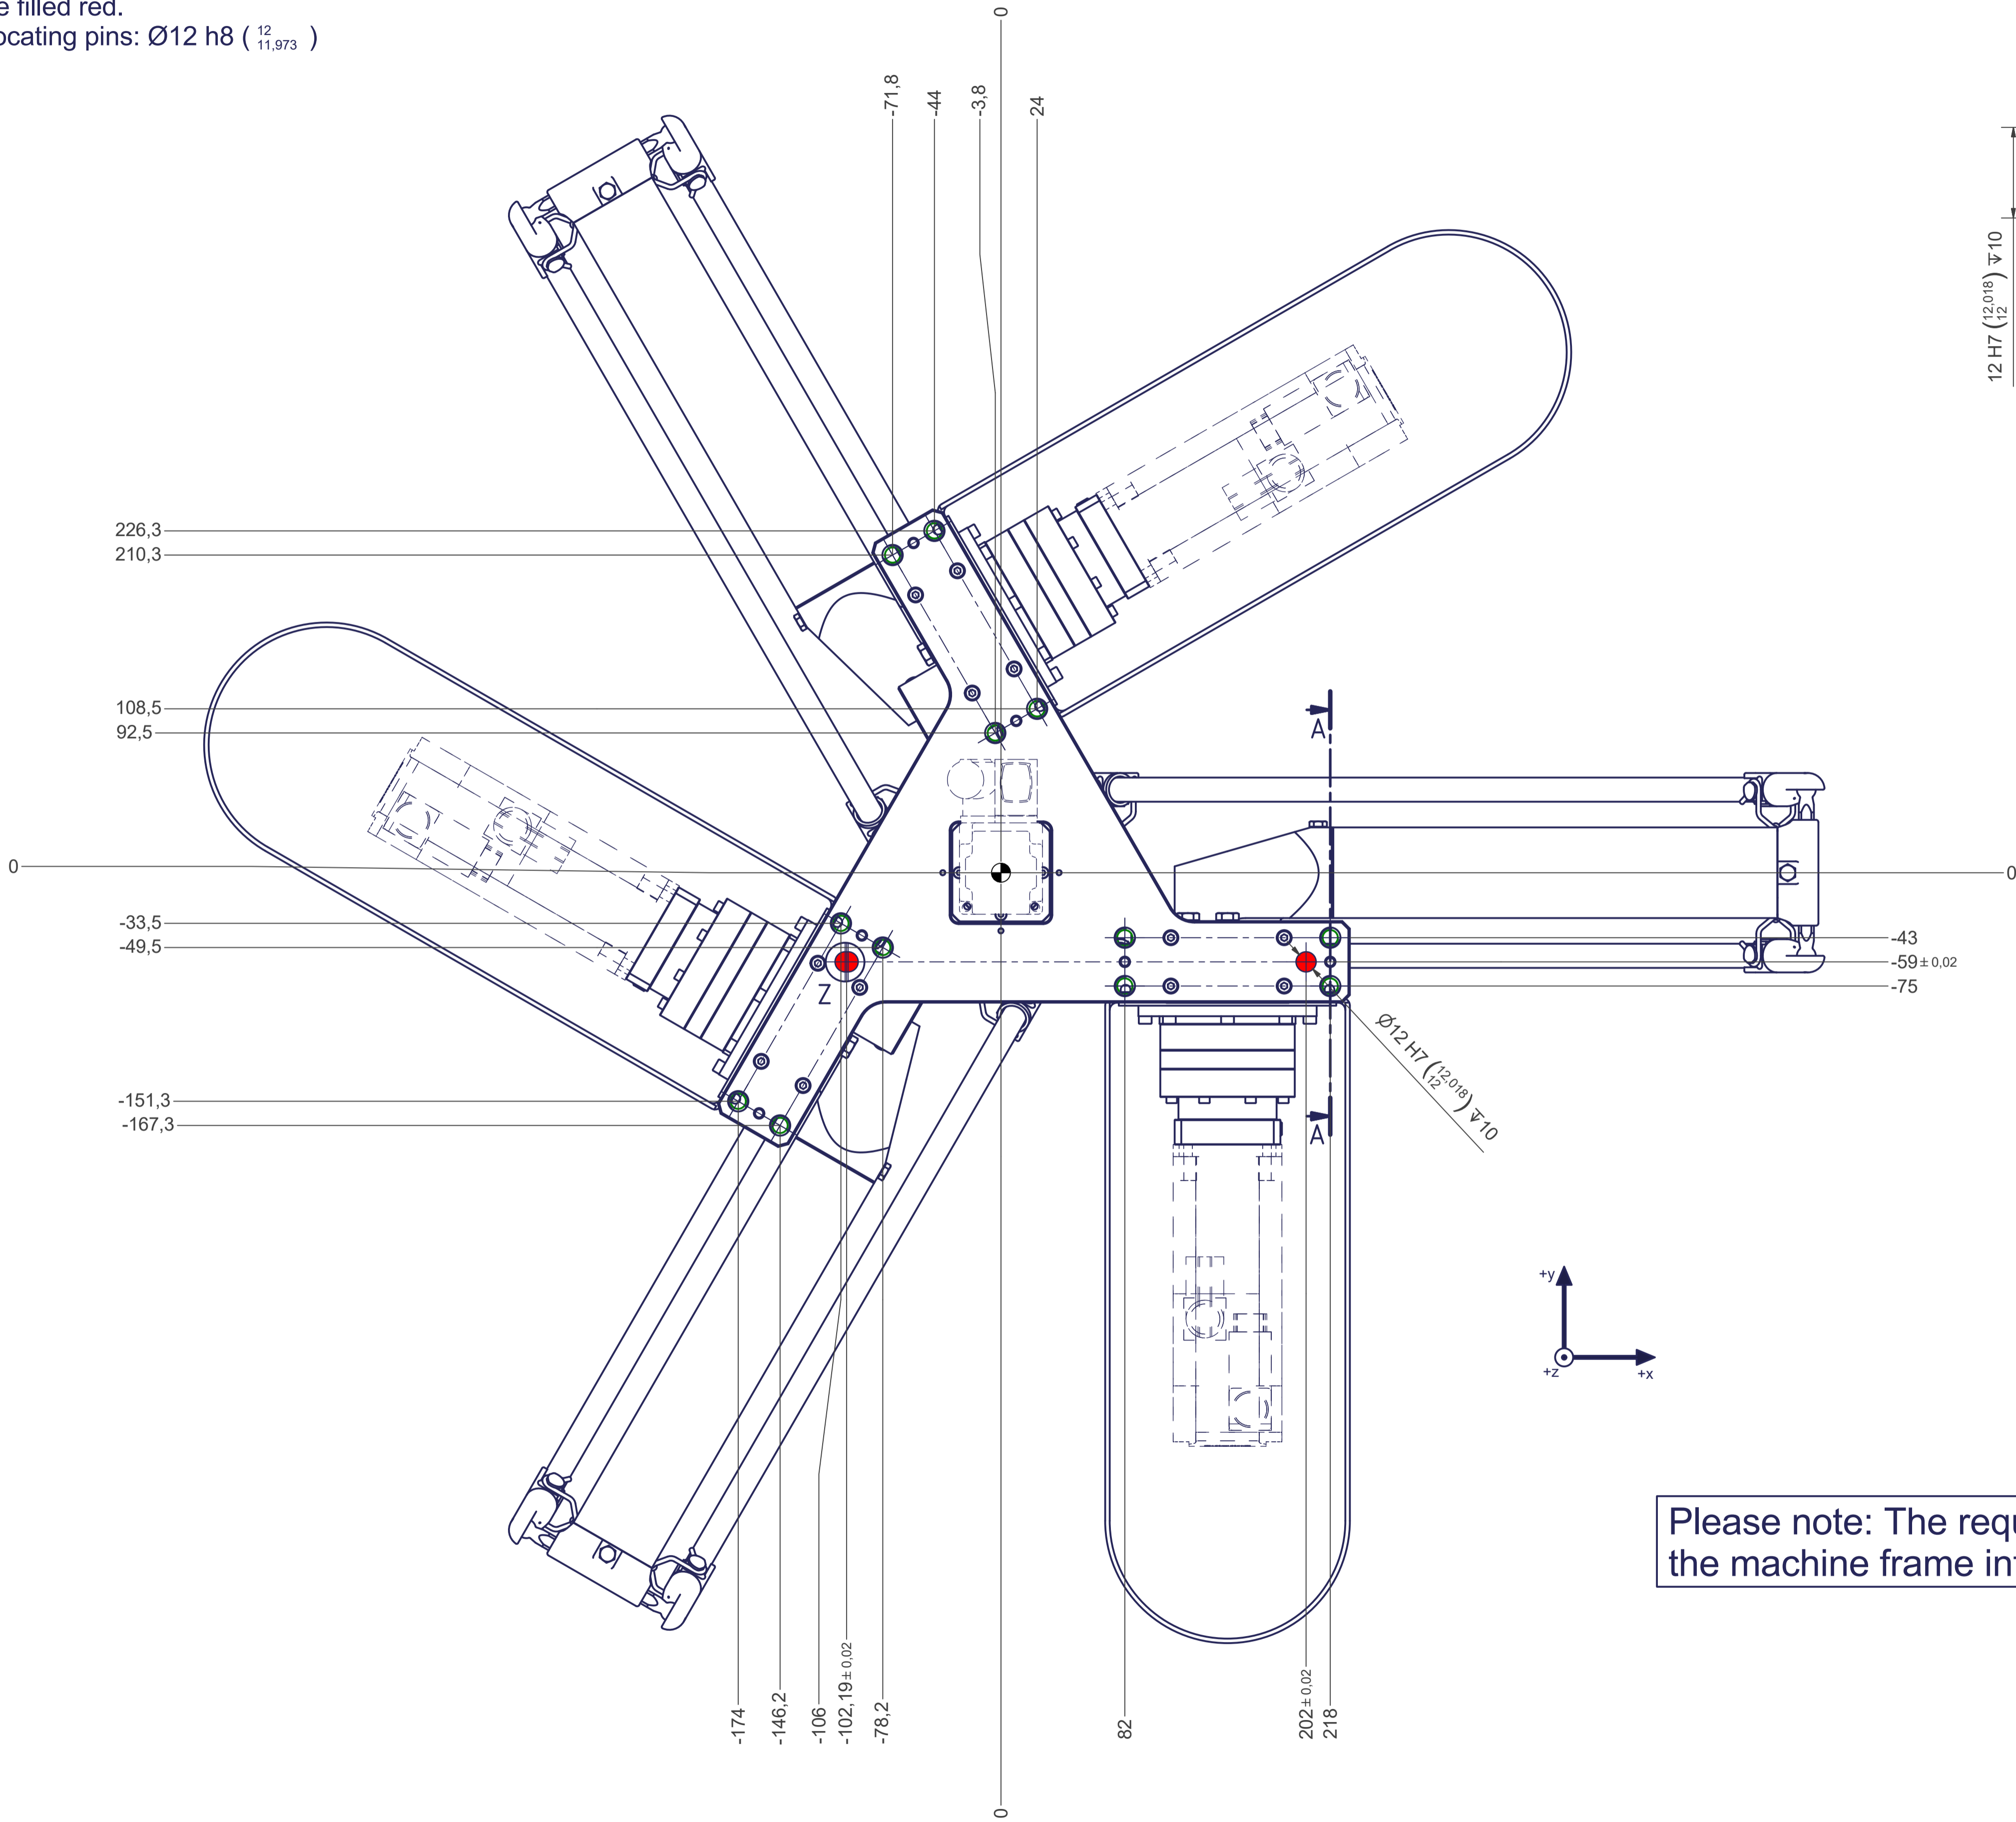 e filled red.
ocating pins: Ø12 h8 ( 12 11,973 )
0
-71,8
-44
-3,8
24
12 H7 (12,018 12) ↧10
226,3
210,3
108,5
92,5
A
0
0
-33,5
-49,5
Z
-43
-59±0,02
-75
Ø12 H7 (12,018 12) ↧10
-151,3
-167,3
A
+y
+z
+x
Please note: The requ
the machine frame in
-174
-146,2
-106
-102,19±0,02
-78,2
82
202±0,02
218
0